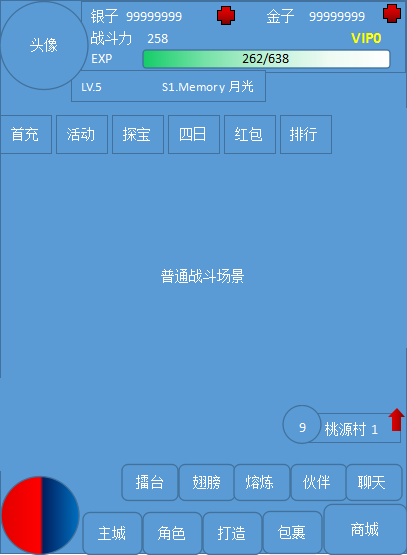 头像
银子 99999999 金子 99999999
战斗力 258 VIP0
EXP 262/638
LV.5 S1.Memory 月光
首充 活动 探宝 四日 红包 排行
普通战斗场景
9 桃源村 1
擂台 翅膀 熔炼 伙伴 聊天
主城 角色 打造 包裹 商城